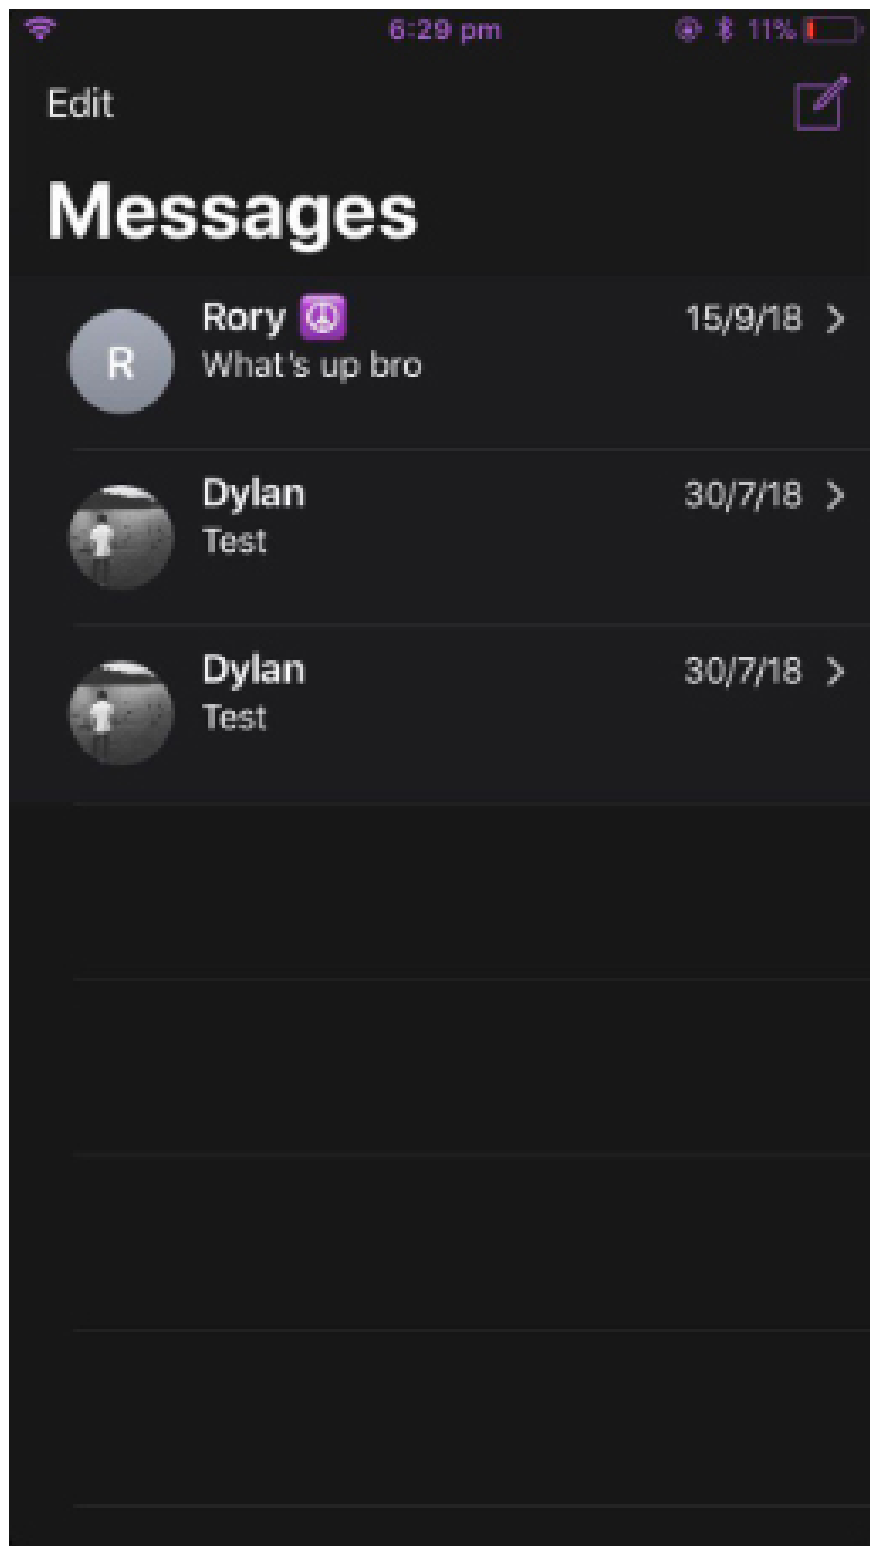 6:29 pm 11%
Edit
Messages
R
Rory ☮️ 15/9/18
What's up bro
Dylan 30/7/18
Test
Dylan 30/7/18
Test